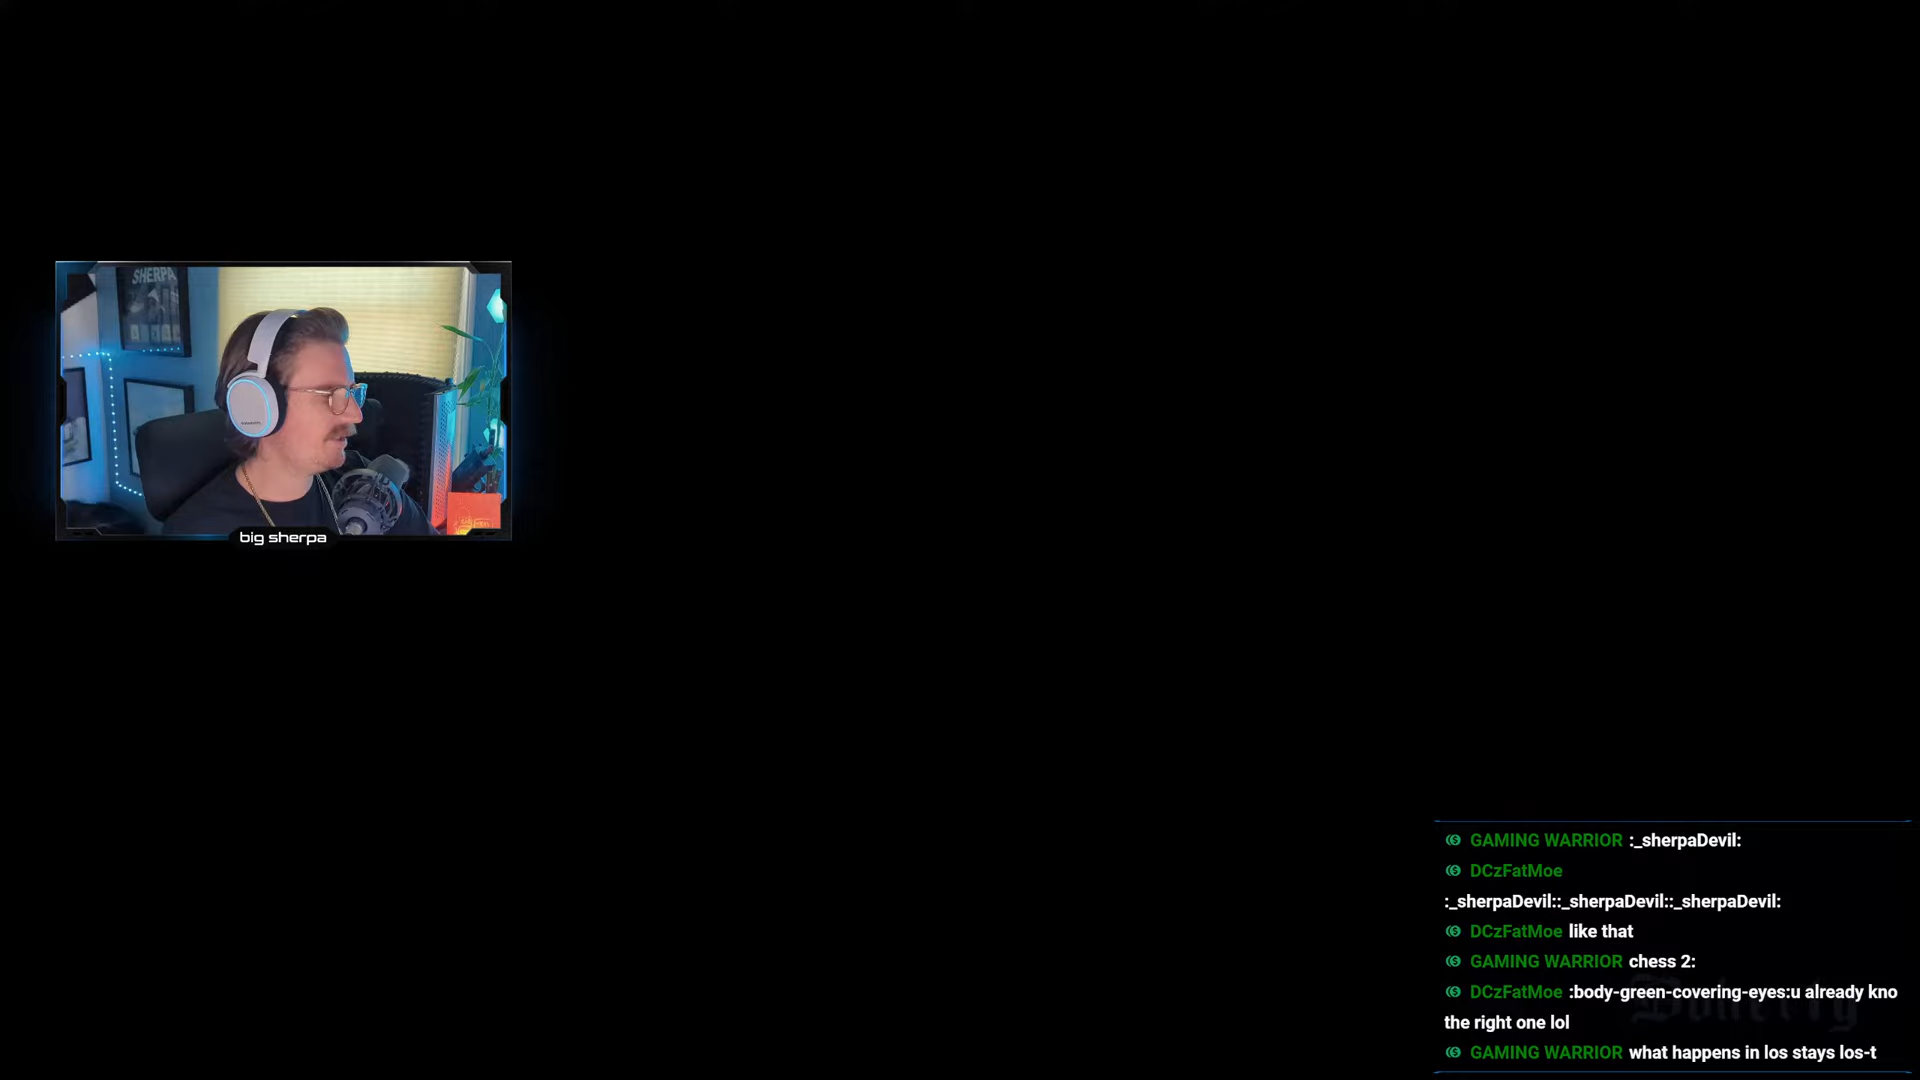 SHERPA
big sherpa
GAMING WARRIOR :_sherpaDevil:
DCzFatMoe
:_sherpaDevil::_sherpaDevil::_sherpaDevil:
DCzFatMoe like that
GAMING WARRIOR chess 2:
DCzFatMoe :body-green-covering-eyes:u already kno
the right one lol
GAMING WARRIOR what happens in los stays los-t